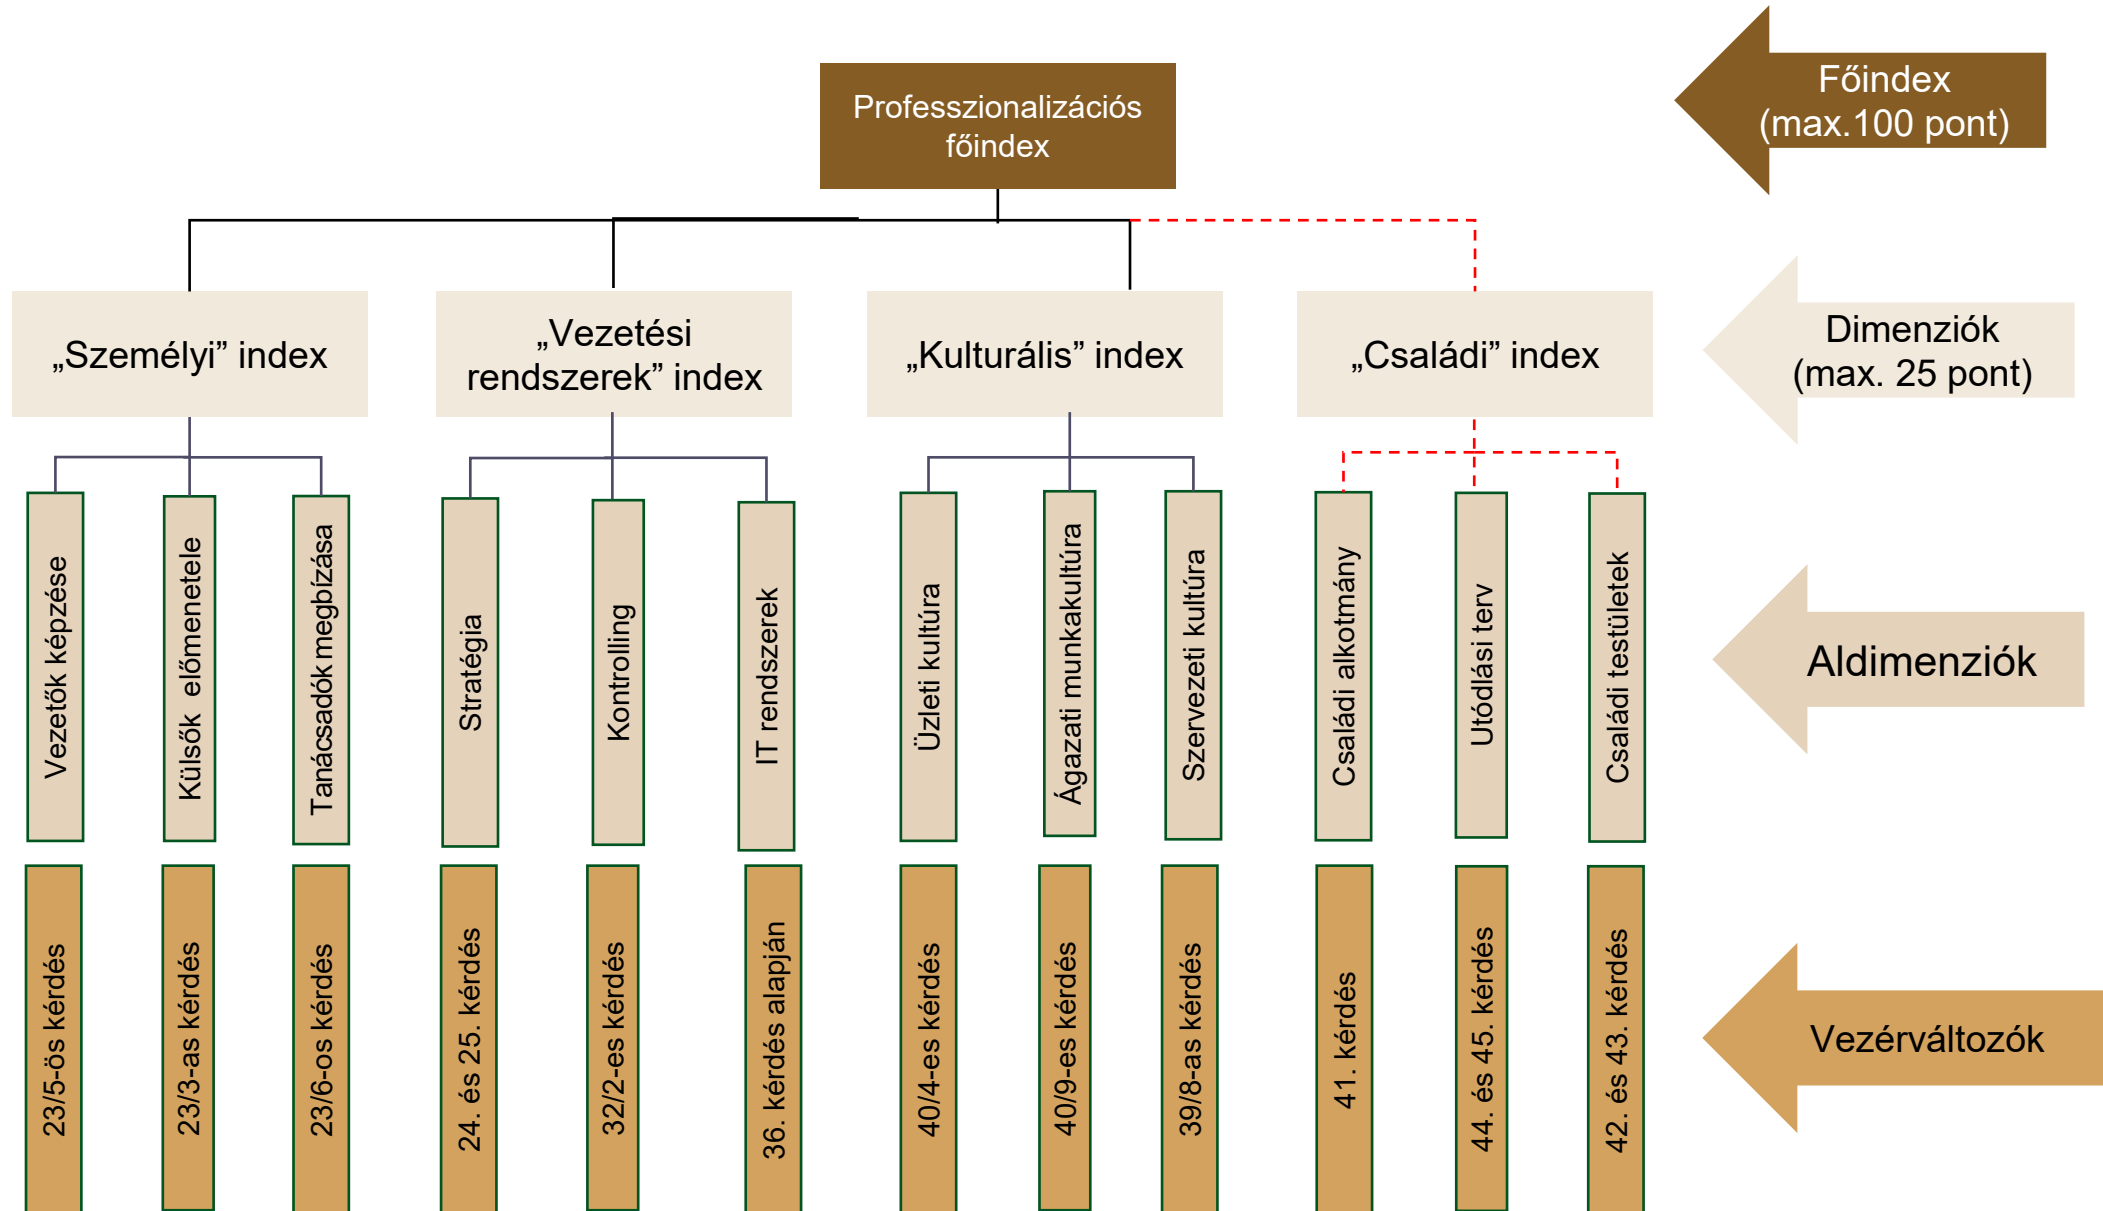 Professzionalizációs
főindex
Főindex
(max.100 pont)
„Személyi” index
„Vezetési
rendszerek” index
„Kulturális” index
„Családi” index
Dimenziók
(max. 25 pont)
Vezetők képzése
Külsők előmenetele
Tanácsadók megbízása
Stratégia
Kontrolling
IT rendszerek
Üzleti kultúra
Ágazati munkakultúra
Szervezeti kultúra
Családi alkotmány
Utódlási terv
Családi testületek
Aldimenziók
23/5-ös kérdés
23/3-as kérdés
23/6-os kérdés
24. és 25. kérdés
32/2-es kérdés
36. kérdés alapján
40/4-es kérdés
40/9-es kérdés
39/8-as kérdés
41. kérdés
44. és 45. kérdés
42. és 43. kérdés
Vezérváltozók